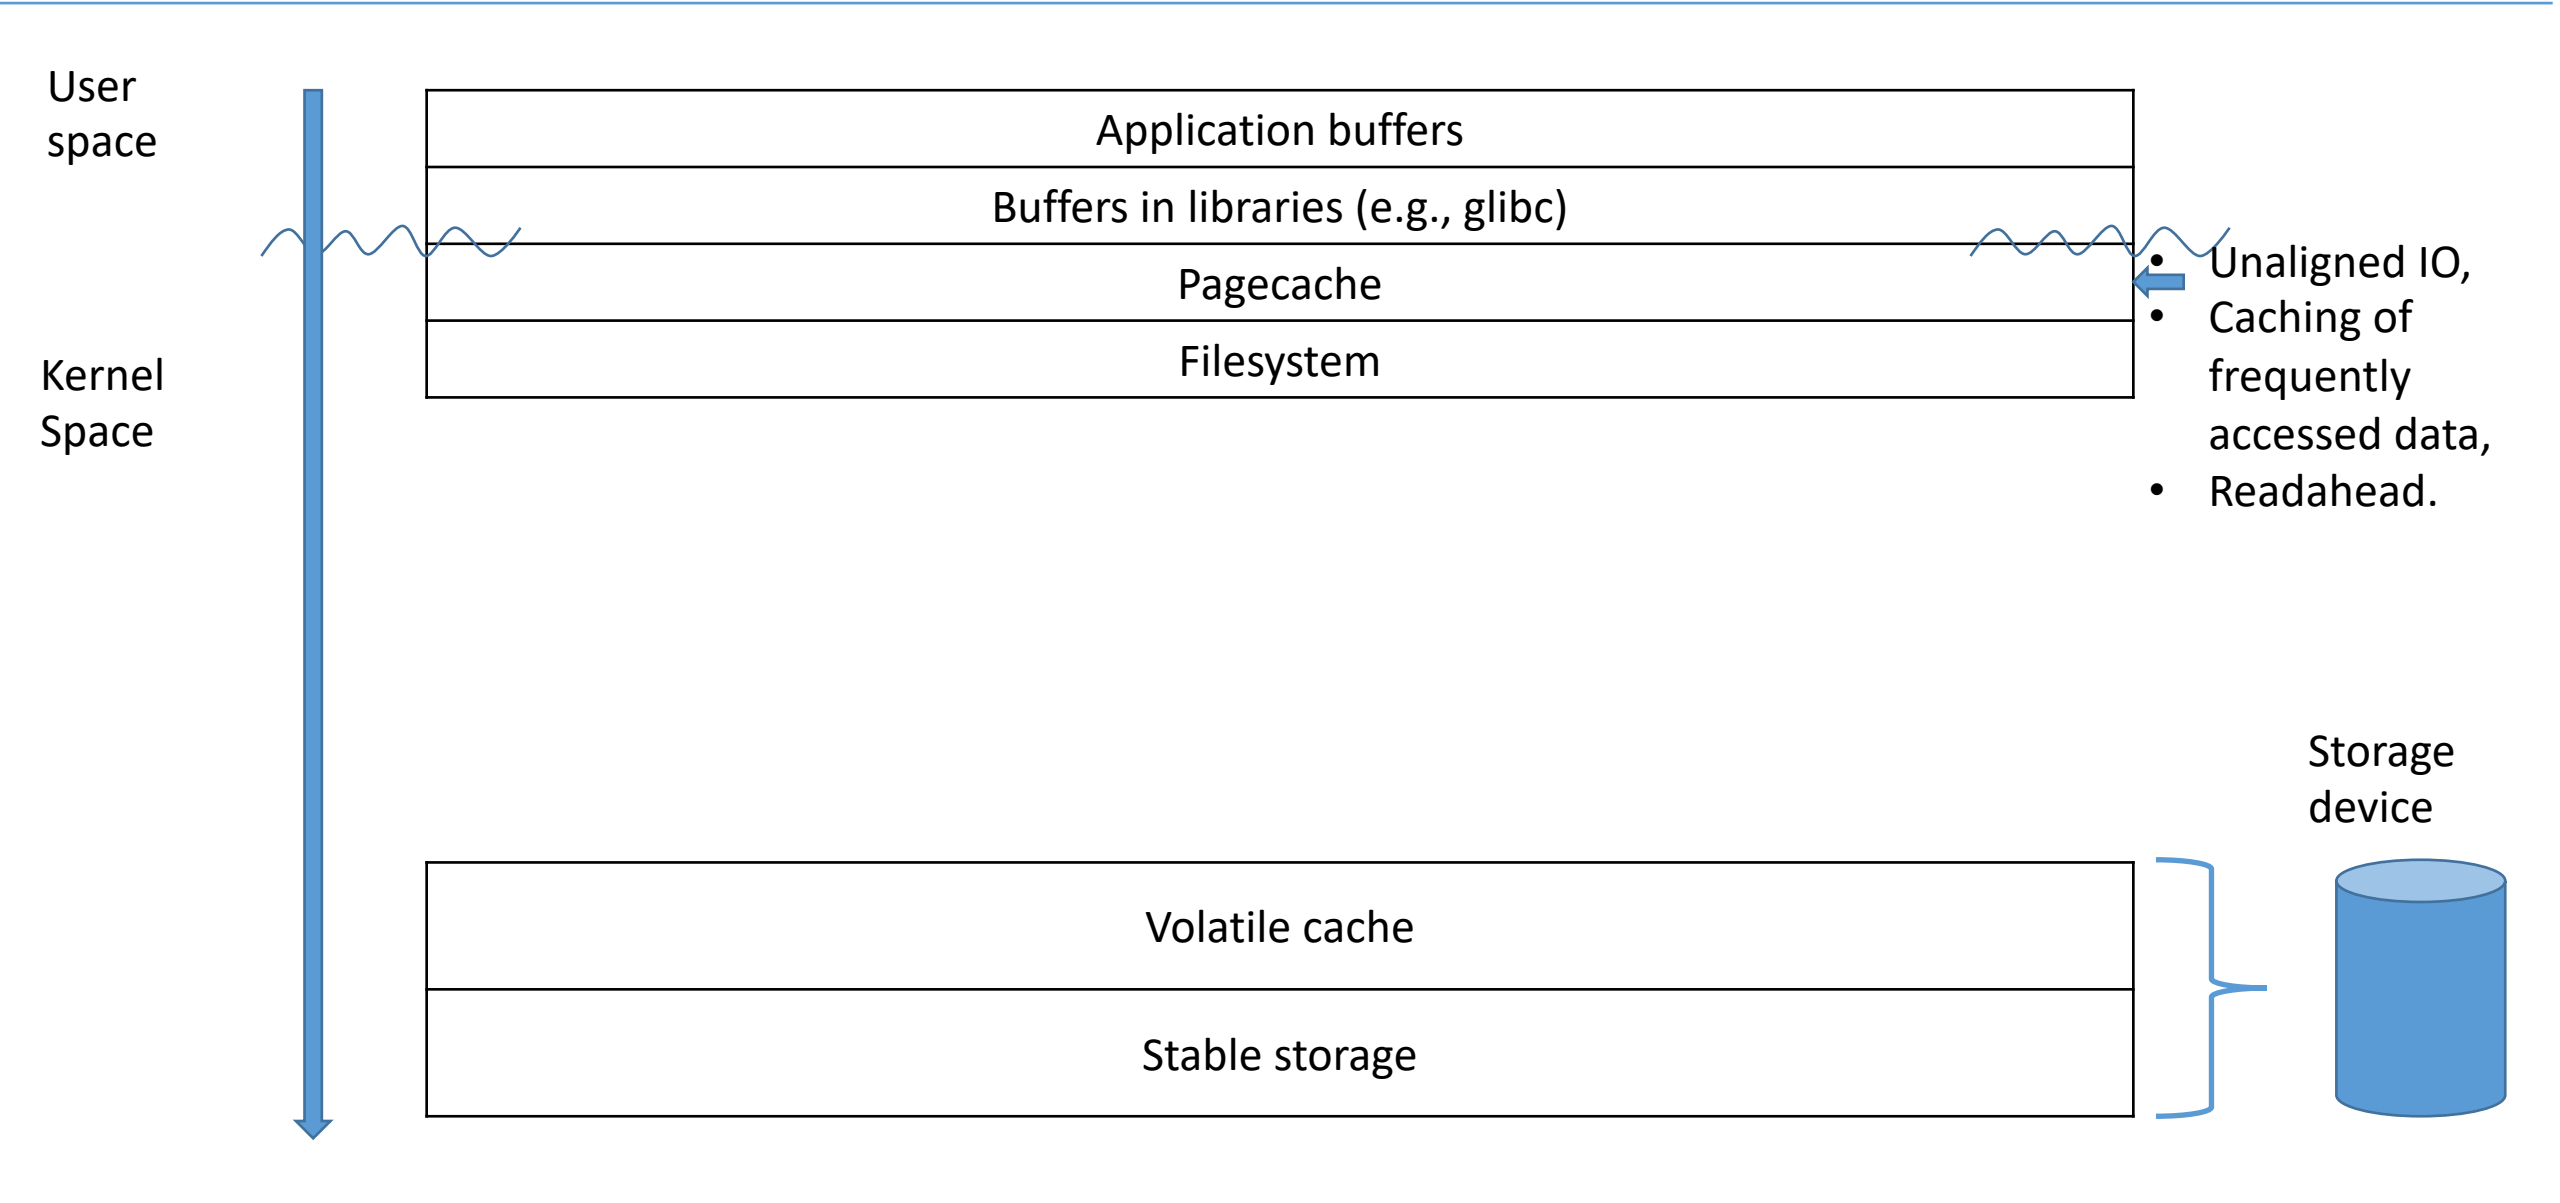 User
space
Application buffers
Buffers in libraries (e.g., glibc)
Pagecache
Filesystem
Kernel
Space
• Unaligned IO,
• Caching of
frequently
accessed data,
• Readahead.
Storage
device
Volatile cache
Stable storage